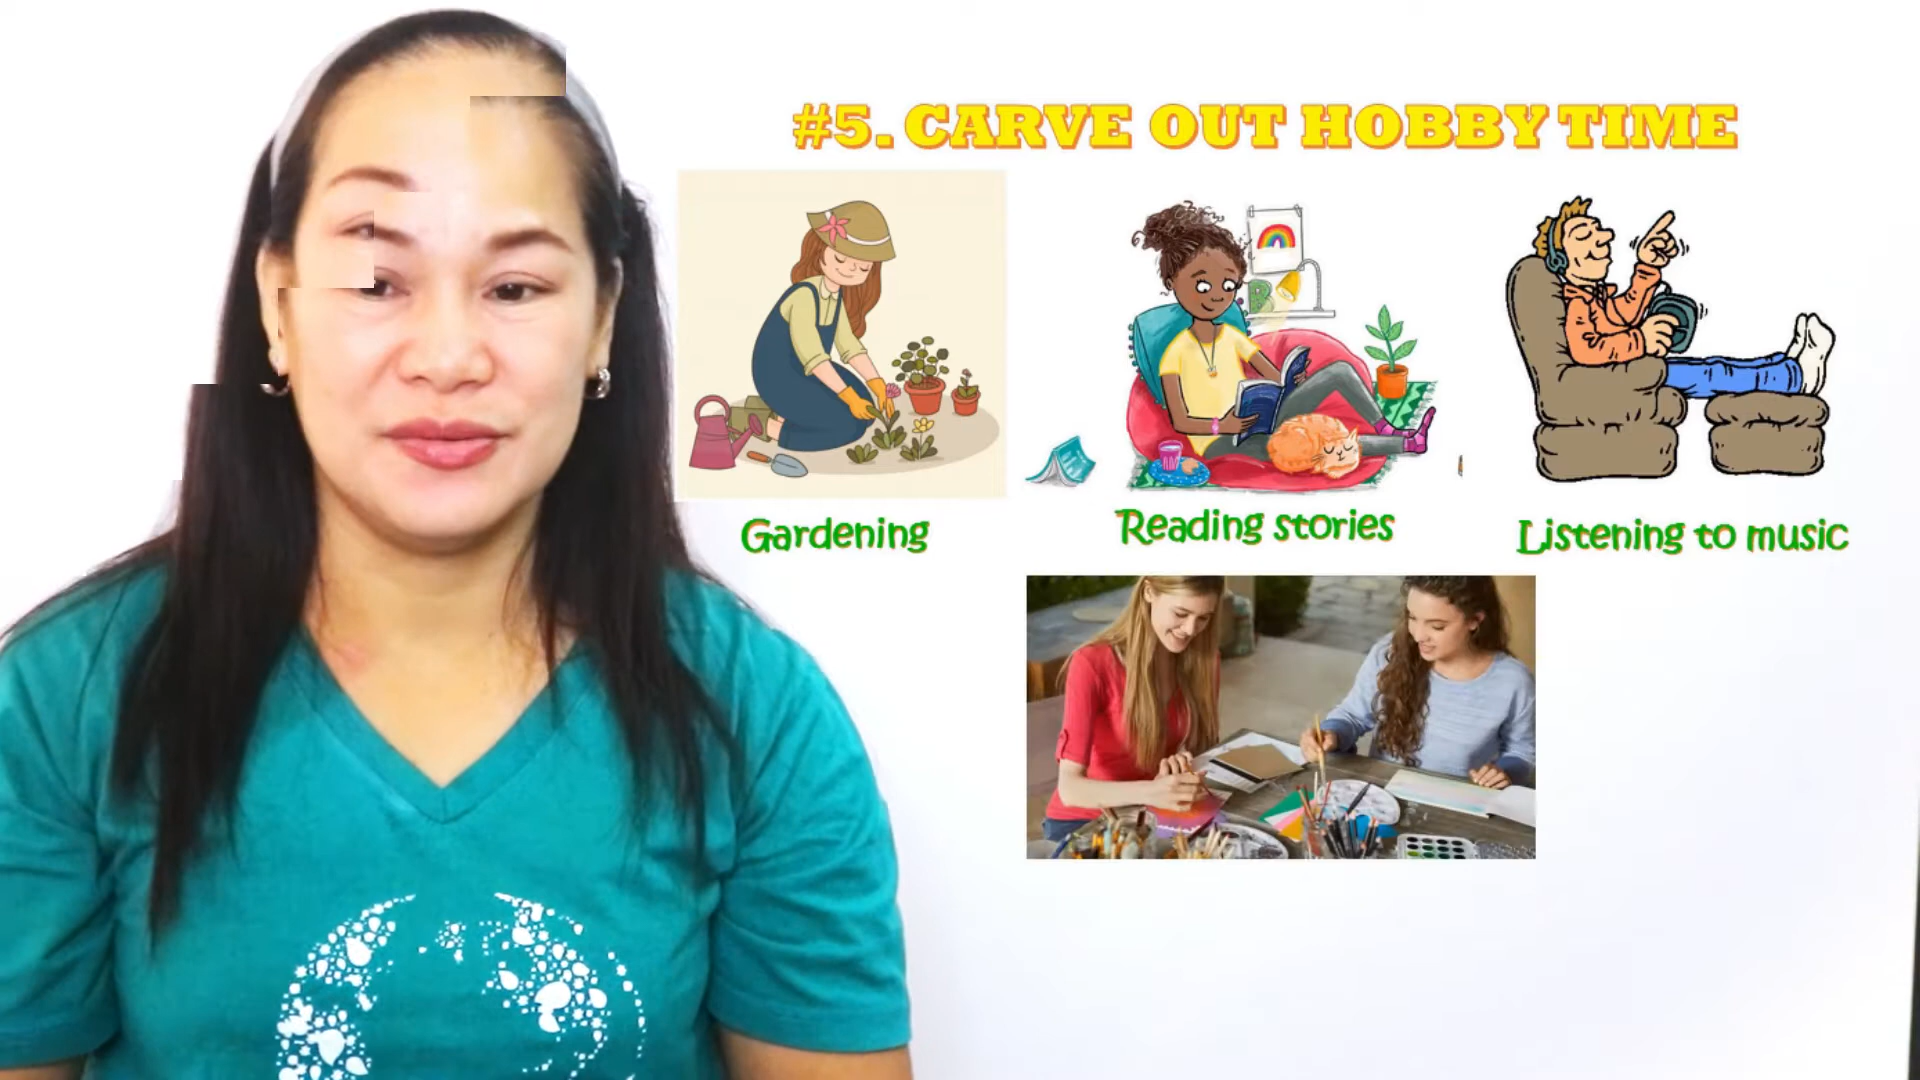 #5. CARVE OUT HOBBY TIME
Gardening
Reading stories
Listening to music